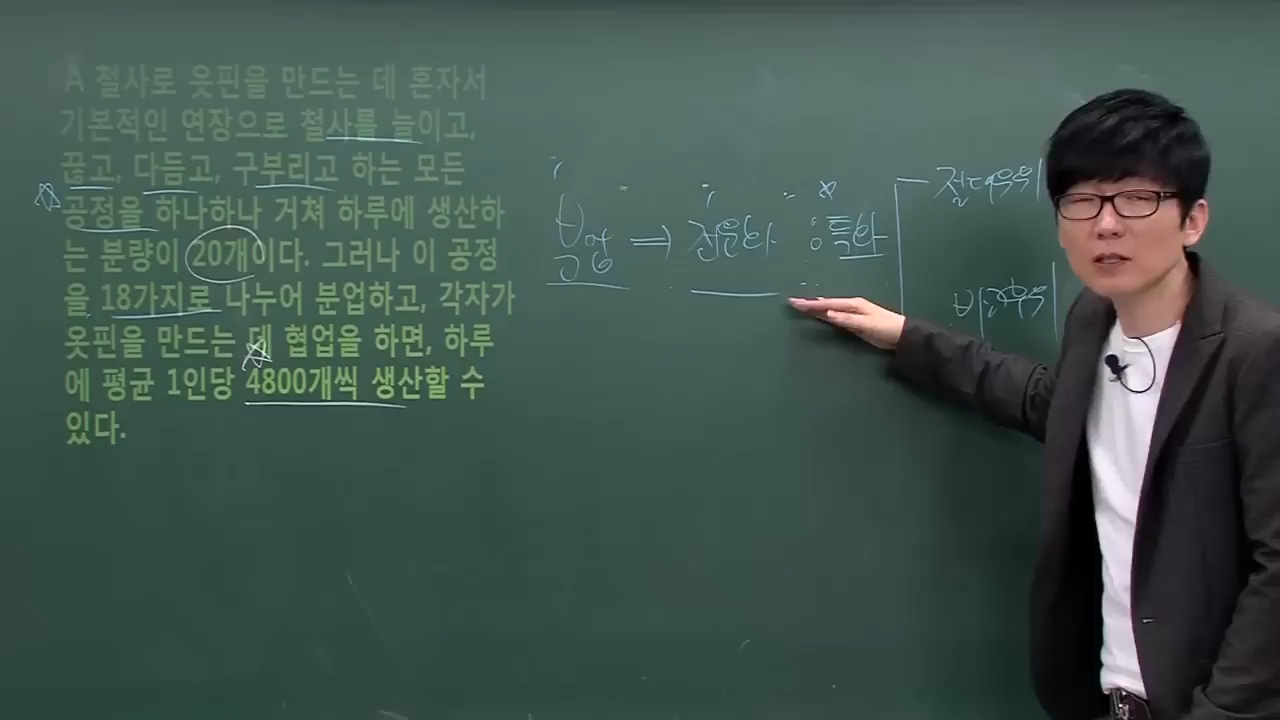 A 철사로 옷핀을 만드는 데 혼자서
기본적인 연장으로 철사를 늘이고,
끊고, 다듬고, 구부리고 하는 모든
공정을 하나하나 거쳐 하루에 생산하
는 분량이 20개이다. 그러나 이 공정
을 18가지로 나누어 분업하고, 각자가
옷핀을 만드는 데 협업을 하면, 하루
에 평균 1인당 4800개씩 생산할 수
있다.
분업 ⇒ 전문화 : 특화
절대우위
비교우위